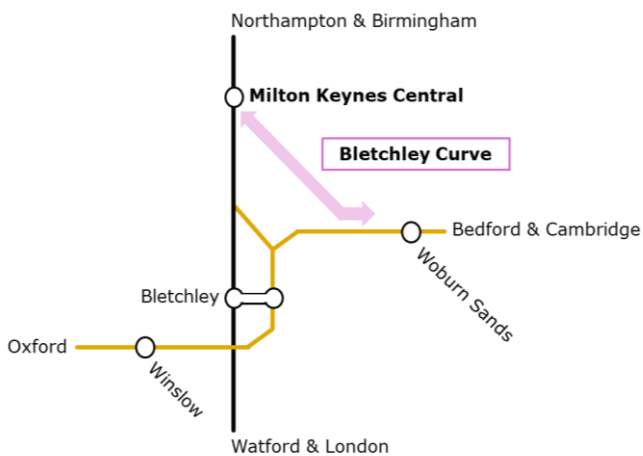 Northampton & Birmingham
Milton Keynes Central
Bletchley Curve
Bedford & Cambridge
Woburn Sands
Bletchley
Oxford
Winslow
Watford & London